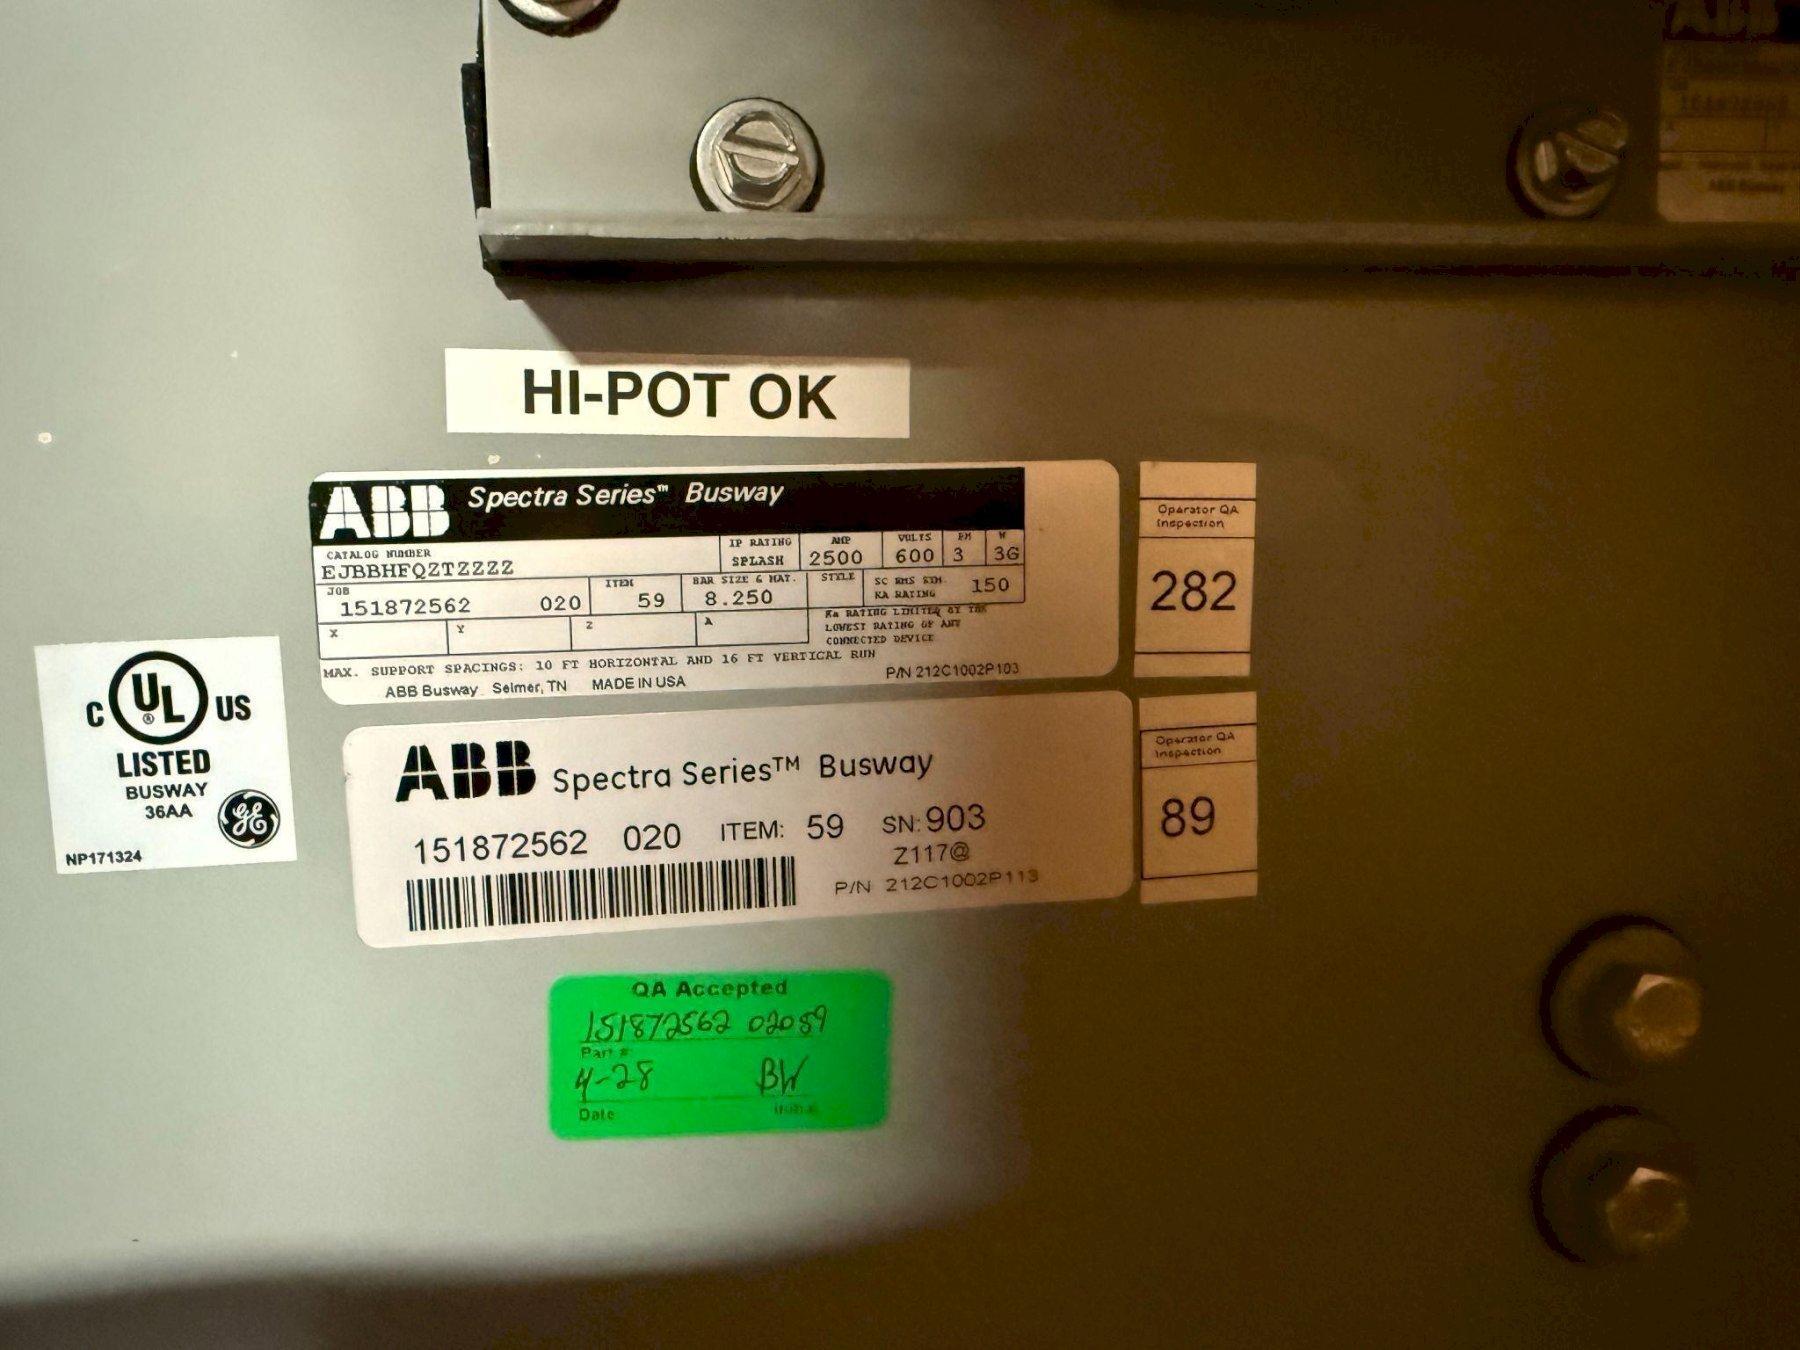 HI-POT OK
ABB Spectra Series™ Busway
CATALOG NUMBER
EJBBHFQZTZZZZ
IP RATING
SPLASH
AMP
2500
VOLTS
600
PH
3
W
3G
JOB
151872562 020
ITEM
59
BAR SIZE & MAT.
8.250
STYLE
SC RMS SYM.
KA RATING
150
X
Y
Z
A
Ka RATING LIMITED BY THE
LOWEST RATING OF ANY
CONNECTED DEVICE
MAX. SUPPORT SPACINGS: 10 FT HORIZONTAL AND 16 FT VERTICAL RUN
ABB Busway Selmer, TN MADE IN USA
P/N 212C1002P103
Operator QA
Inspection
282
C UL ® US
LISTED
BUSWAY
36AA
GE
NP171324
ABB Spectra Series™ Busway
151872562 020 ITEM: 59 SN: 903
Z117@
P/N 212C1002P113
Operator QA
Inspection
89
QA Accepted
151872562 02059
Part #
4-28 BW
Date Initial